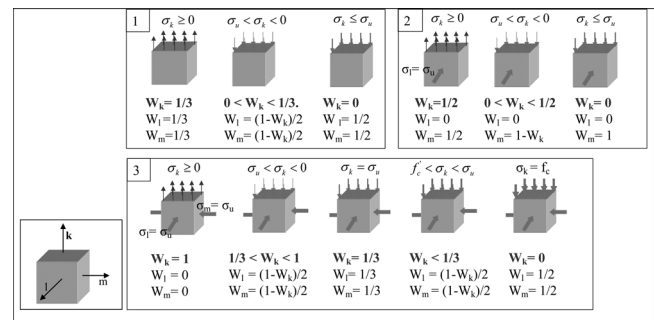 1 σk ≥ 0 σu < σk < 0 σk ≤ σu
Wk= 1/3 0 < Wk < 1/3. Wk= 0
Wl=1/3 Wl = (1-Wk)/2 Wl = 1/2
Wm=1/3 Wm= (1-Wk)/2 Wm= 1/2
2 σk ≥ 0 σu < σk < 0 σk ≤ σu
σl= σu
Wk=1/2 0 < Wk < 1/2 Wk= 0
Wl= 0 Wl= 0 Wl = 0
Wm= 1/2 Wm= 1-Wk Wm= 1
3 σk ≥ 0 σu < σk < 0 σk = σu f'c < σk < σu σk = fc
σm= σu
σl= σu
Wk = 1 1/3 < Wk < 1 Wk= 1/3 Wk < 1/3 Wk= 0
Wl = 0 Wl = (1-Wk)/2 Wl= 1/3 Wl = (1-Wk)/2 Wl = 1/2
Wm= 0 Wm= (1-Wk)/2 Wm= 1/3 Wm= (1-Wk)/2 Wm= 1/2
k
m
l